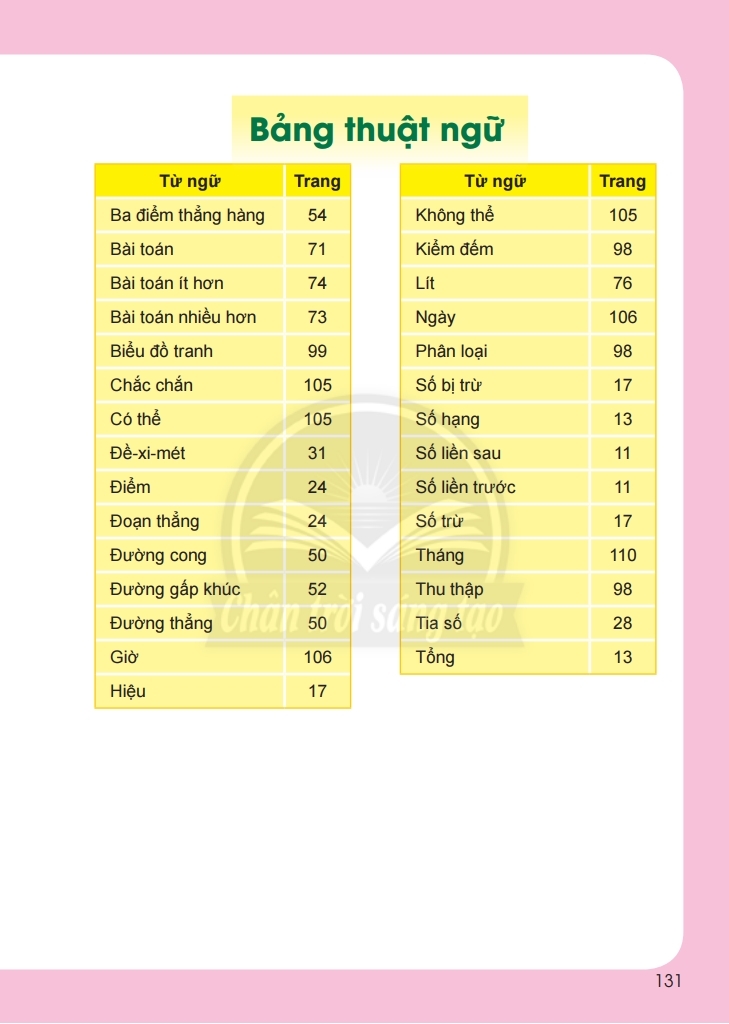 Bảng thuật ngữ
Từ ngữ Trang
Ba điểm thẳng hàng 54
Bài toán 71
Bài toán ít hơn 74
Bài toán nhiều hơn 73
Biểu đồ tranh 99
Chắc chắn 105
Có thể 105
Đề-xi-mét 31
Điểm 24
Đoạn thẳng 24
Đường cong 50
Đường gấp khúc 52
Đường thẳng 50
Giờ 106
Hiệu 17
Từ ngữ Trang
Không thể 105
Kiểm đếm 98
Lít 76
Ngày 106
Phân loại 98
Số bị trừ 17
Số hạng 13
Số liền sau 11
Số liền trước 11
Số trừ 17
Tháng 110
Thu thập 98
Tia số 28
Tổng 13
Chân trời sáng tạo
131